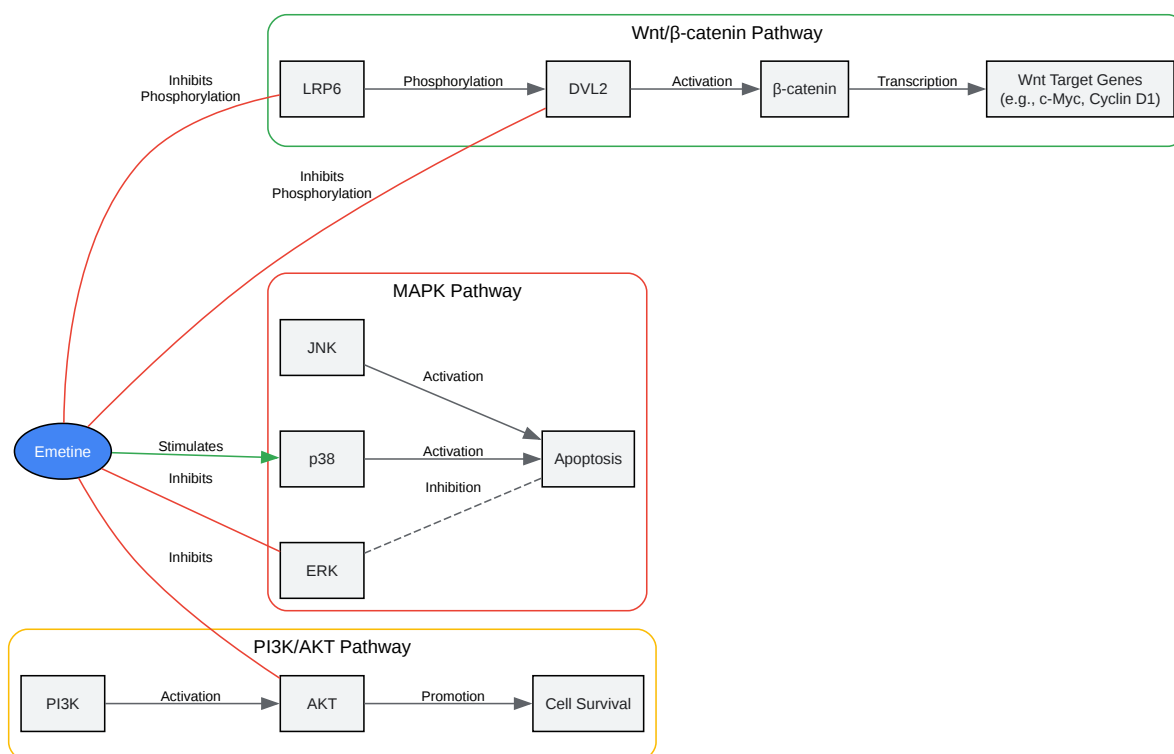 Wnt/β-catenin Pathway
Inhibits
Phosphorylation
LRP6
Phosphorylation
DVL2
Activation
β-catenin
Transcription
Wnt Target Genes
(e.g., c-Myc, Cyclin D1)
Inhibits
Phosphorylation
MAPK Pathway
JNK
Activation
Emetine
Stimulates
p38
Activation
Apoptosis
Inhibits
Inhibition
ERK
Inhibits
PI3K/AKT Pathway
PI3K
Activation
AKT
Promotion
Cell Survival